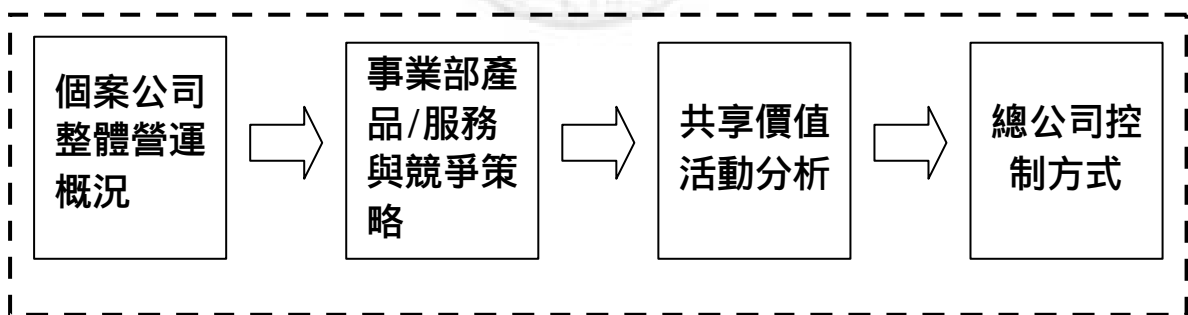 個案公司
整體營運
概況
事業部產
品/服務
與競爭策
略
共享價值
活動分析
總公司控
制方式